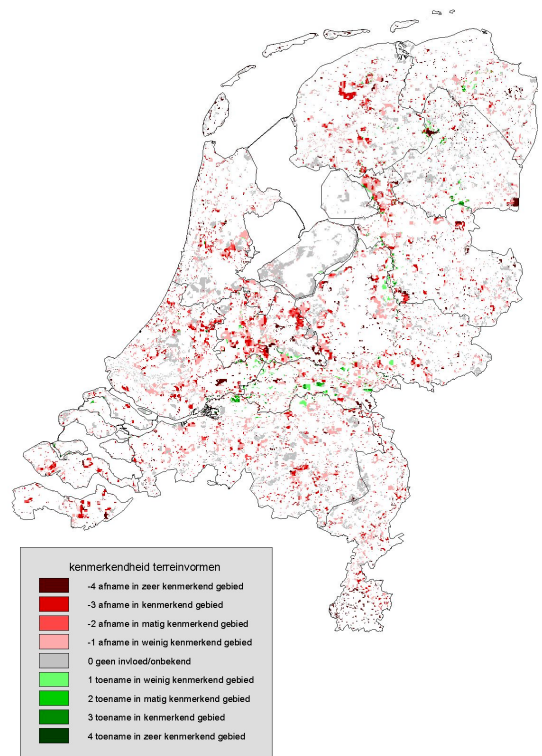 kenmerkendheid terreinvormen
-4 afname in zeer kenmerkend gebied
-3 afname in kenmerkend gebied
-2 afname in matig kenmerkend gebied
-1 afname in weinig kenmerkend gebied
0 geen invloed/onbekend
1 toename in weinig kenmerkend gebied
2 toename in matig kenmerkend gebied
3 toename in kenmerkend gebied
4 toename in zeer kenmerkend gebied